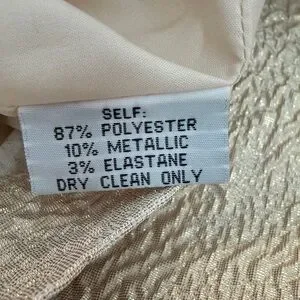 SELF:
87% POLYESTER
10% METALLIC
3% ELASTANE
DRY CLEAN ONLY